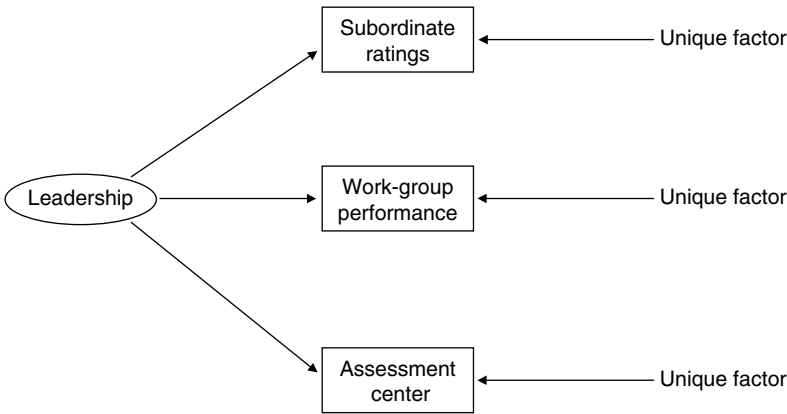 Subordinate
ratings
Unique factor
Leadership
Work-group
performance
Unique factor
Assessment
center
Unique factor